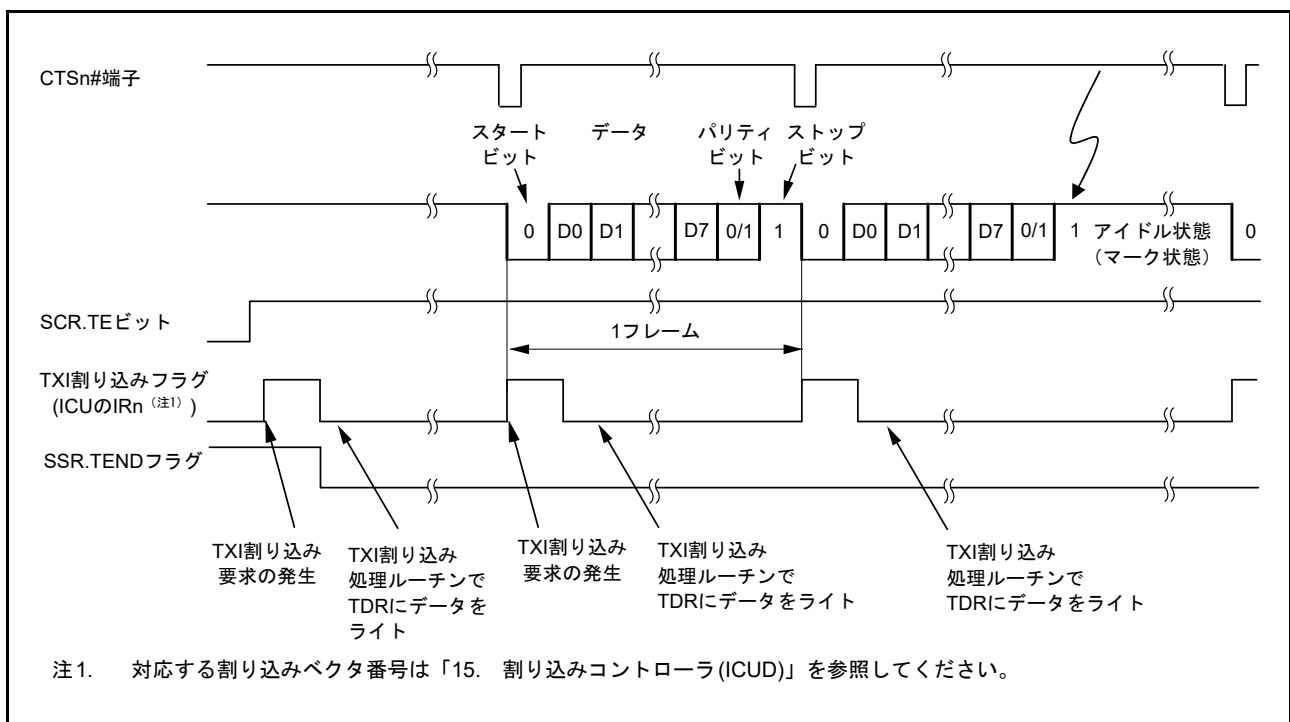 CTSn#端子
スタート
ビット
データ
パリティ
ビット
ストップ
ビット
0 D0 D1 D7 0/1 1 0 D0 D1 D7 0/1 1 アイドル状態
（マーク状態）
0
SCR.TEビット
1フレーム
TXI割り込みフラグ
(ICUのIRn（注1）)
SSR.TENDフラグ
TXI割り込み
要求の発生
TXI割り込み
処理ルーチンで
TDRにデータを
ライト
TXI割り込み
要求の発生
TXI割り込み
処理ルーチンで
TDRにデータをライト
TXI割り込み
処理ルーチンで
TDRにデータをライト
注1. 対応する割り込みベクタ番号は「15. 割り込みコントローラ(ICUD)」を参照してください。